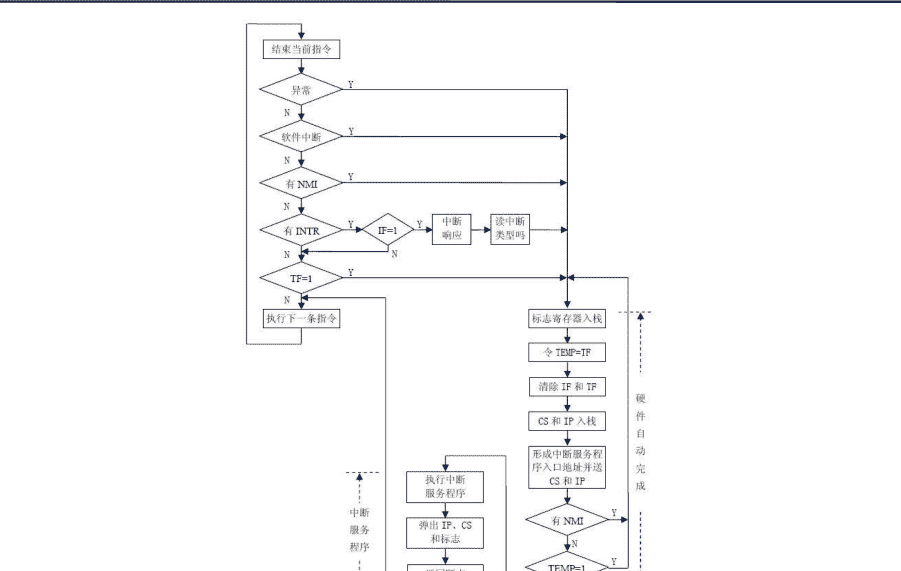 结束当前指令
异常
Y
N
软件中断
Y
N
有 NMI
Y
N
有 INTR
Y
IF=1
Y
中断
响应
读中断
类型吗
N
N
TF=1
Y
N
执行下一条指令
标志寄存器入栈
令 TEMP=TF
清除 IF 和 TF
CS 和 IP 入栈
形成中断服务程
序入口地址并送
CS 和 IP
有 NMI
Y
N
TEMP=1
Y
硬
件
自
动
完
成
执行中断
服务程序
弹出 IP、CS
和标志
中断
服务
程序